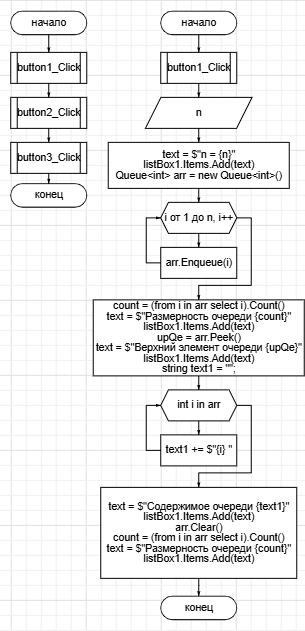 начало
button1_Click
button2_Click
button3_Click
конец
начало
button1_Click
n
text = $"n = {n}"
listBox1.Items.Add(text)
Queue<int> arr = new Queue<int>()
i от 1 до n, i++
arr.Enqueue(i)
count = (from i in arr select i).Count()
text = $"Размерность очереди {count}"
listBox1.Items.Add(text)
upQe = arr.Peek()
text = $"Верхний элемент очереди {upQe}"
listBox1.Items.Add(text)
string text1 = "";
int i in arr
text1 += $"{i} "
text = $"Содержимое очереди {text1}"
listBox1.Items.Add(text)
arr.Clear()
count = (from i in arr select i).Count()
text = $"Размерность очереди {count}"
listBox1.Items.Add(text)
конец